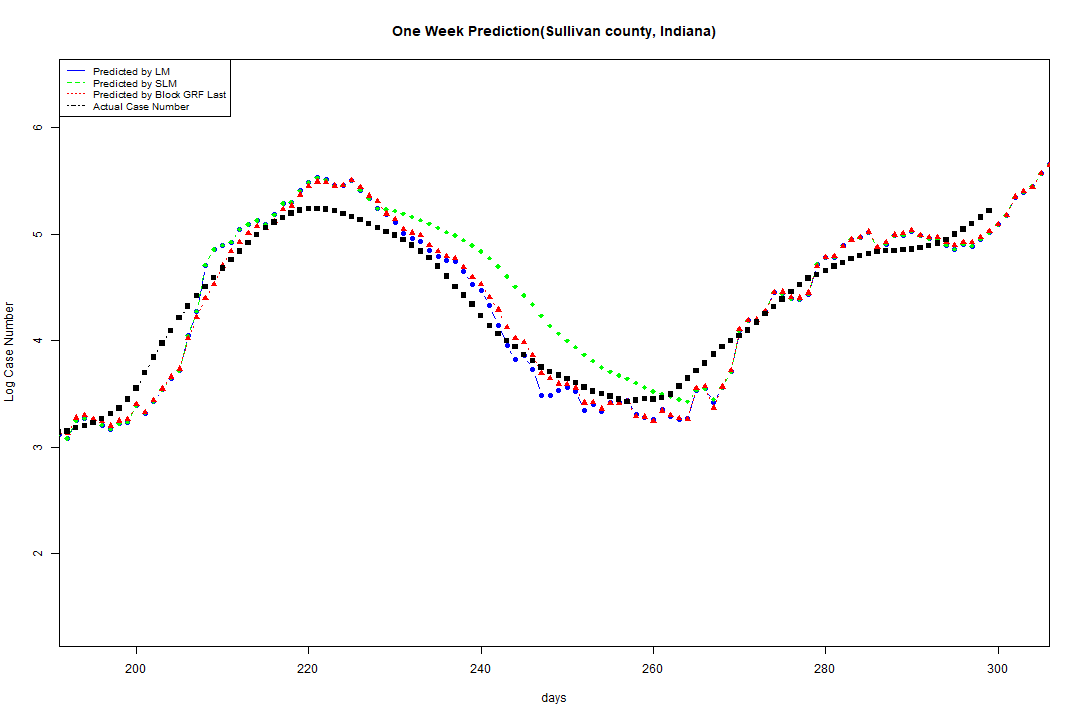 One Week Prediction(Sullivan county, Indiana)
Predicted by LM
Predicted by SLM
Predicted by Block GRF Last
Actual Case Number
6
5
4
3
2
Log Case Number
200 220 240 260 280 300
days